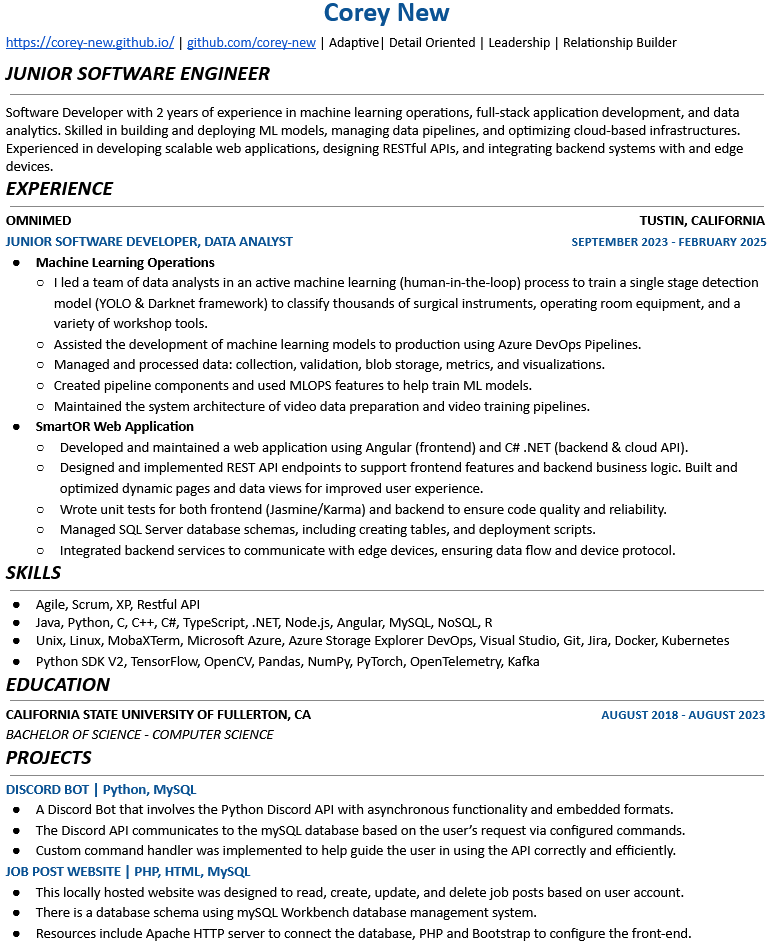 Corey New
https://corey-new.github.io/ | github.com/corey-new | Adaptive| Detail Oriented | Leadership | Relationship Builder
JUNIOR SOFTWARE ENGINEER
Software Developer with 2 years of experience in machine learning operations, full-stack application development, and data
analytics. Skilled in building and deploying ML models, managing data pipelines, and optimizing cloud-based infrastructures.
Experienced in developing scalable web applications, designing RESTful APIs, and integrating backend systems with and edge
devices.
EXPERIENCE
OMNIMED TUSTIN, CALIFORNIA
JUNIOR SOFTWARE DEVELOPER, DATA ANALYST SEPTEMBER 2023 - FEBRUARY 2025
● Machine Learning Operations
○ I led a team of data analysts in an active machine learning (human-in-the-loop) process to train a single stage detection
model (YOLO & Darknet framework) to classify thousands of surgical instruments, operating room equipment, and a
variety of workshop tools.
○ Assisted the development of machine learning models to production using Azure DevOps Pipelines.
○ Managed and processed data: collection, validation, blob storage, metrics, and visualizations.
○ Created pipeline components and used MLOPS features to help train ML models.
○ Maintained the system architecture of video data preparation and video training pipelines.
● SmartOR Web Application
○ Developed and maintained a web application using Angular (frontend) and C# .NET (backend & cloud API).
○ Designed and implemented REST API endpoints to support frontend features and backend business logic. Built and
optimized dynamic pages and data views for improved user experience.
○ Wrote unit tests for both frontend (Jasmine/Karma) and backend to ensure code quality and reliability.
○ Managed SQL Server database schemas, including creating tables, and deployment scripts.
○ Integrated backend services to communicate with edge devices, ensuring data flow and device protocol.
SKILLS
● Agile, Scrum, XP, Restful API
● Java, Python, C, C++, C#, TypeScript, .NET, Node.js, Angular, MySQL, NoSQL, R
● Unix, Linux, MobaXTerm, Microsoft Azure, Azure Storage Explorer DevOps, Visual Studio, Git, Jira, Docker, Kubernetes
● Python SDK V2, TensorFlow, OpenCV, Pandas, NumPy, PyTorch, OpenTelemetry, Kafka
EDUCATION
CALIFORNIA STATE UNIVERSITY OF FULLERTON, CA AUGUST 2018 - AUGUST 2023
BACHELOR OF SCIENCE - COMPUTER SCIENCE
PROJECTS
DISCORD BOT | Python, MySQL
● A Discord Bot that involves the Python Discord API with asynchronous functionality and embedded formats.
● The Discord API communicates to the mySQL database based on the user’s request via configured commands.
● Custom command handler was implemented to help guide the user in using the API correctly and efficiently.
JOB POST WEBSITE | PHP, HTML, MySQL
● This locally hosted website was designed to read, create, update, and delete job posts based on user account.
● There is a database schema using mySQL Workbench database management system.
● Resources include Apache HTTP server to connect the database, PHP and Bootstrap to configure the front-end.